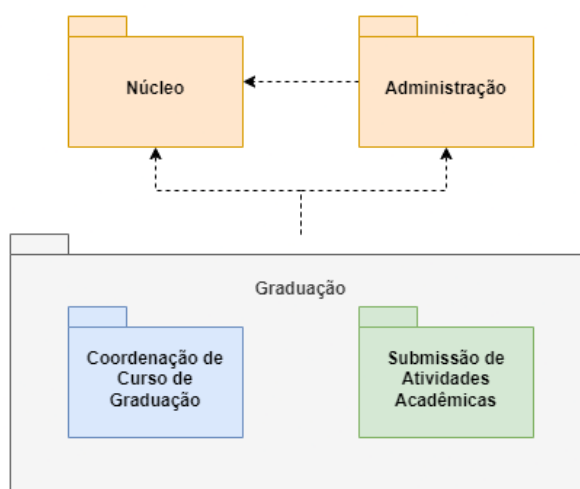 Núcleo
Administração
Graduação
Coordenação de
Curso de
Graduação
Submissão de
Atividades
Acadêmicas